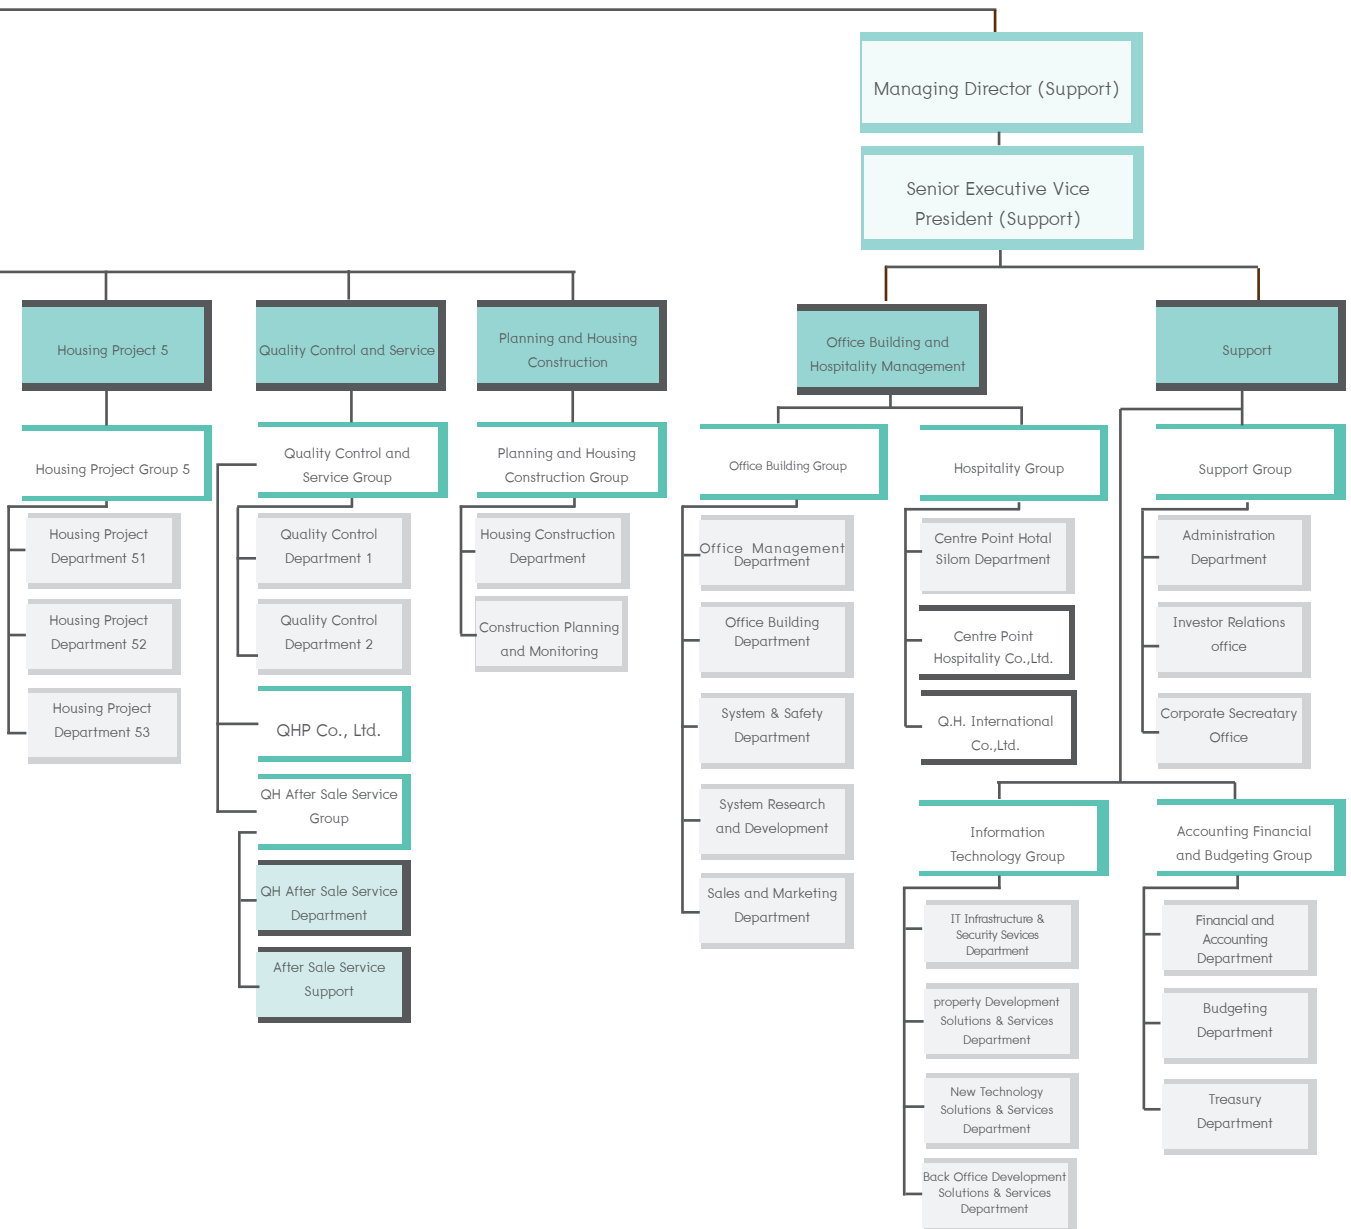 Managing Director (Support)
Senior Executive Vice
President (Support)
Housing Project 5
Quality Control and Service
Planning and Housing
Construction
Office Building and
Hospitality Management
Support
Housing Project Group 5
Housing Project
Department 51
Housing Project
Department 52
Housing Project
Department 53
Quality Control and
Service Group
Quality Control
Department 1
Quality Control
Department 2
QHP Co., Ltd.
QH After Sale Service
Group
QH After Sale Service
Department
After Sale Service
Support
Planning and Housing
Construction Group
Housing Construction
Department
Construction Planning
and Monitoring
Office Building Group
Office Management
Department
Office Building
Department
System & Safety
Department
System Research
and Development
Sales and Marketing
Department
Hospitality Group
Centre Point Hotal
Silom Department
Centre Point
Hospitality Co.,Ltd.
Q.H. International
Co.,Ltd.
Support Group
Administration
Department
Investor Relations
office
Corporate Secreatary
Office
Information
Technology Group
IT Infrastructure &
Security Sevices
Department
property Development
Solutions & Services
Department
New Technology
Solutions & Services
Department
Back Office Development
Solutions & Services
Department
Accounting Financial
and Budgeting Group
Financial and
Accounting
Department
Budgeting
Department
Treasury
Department